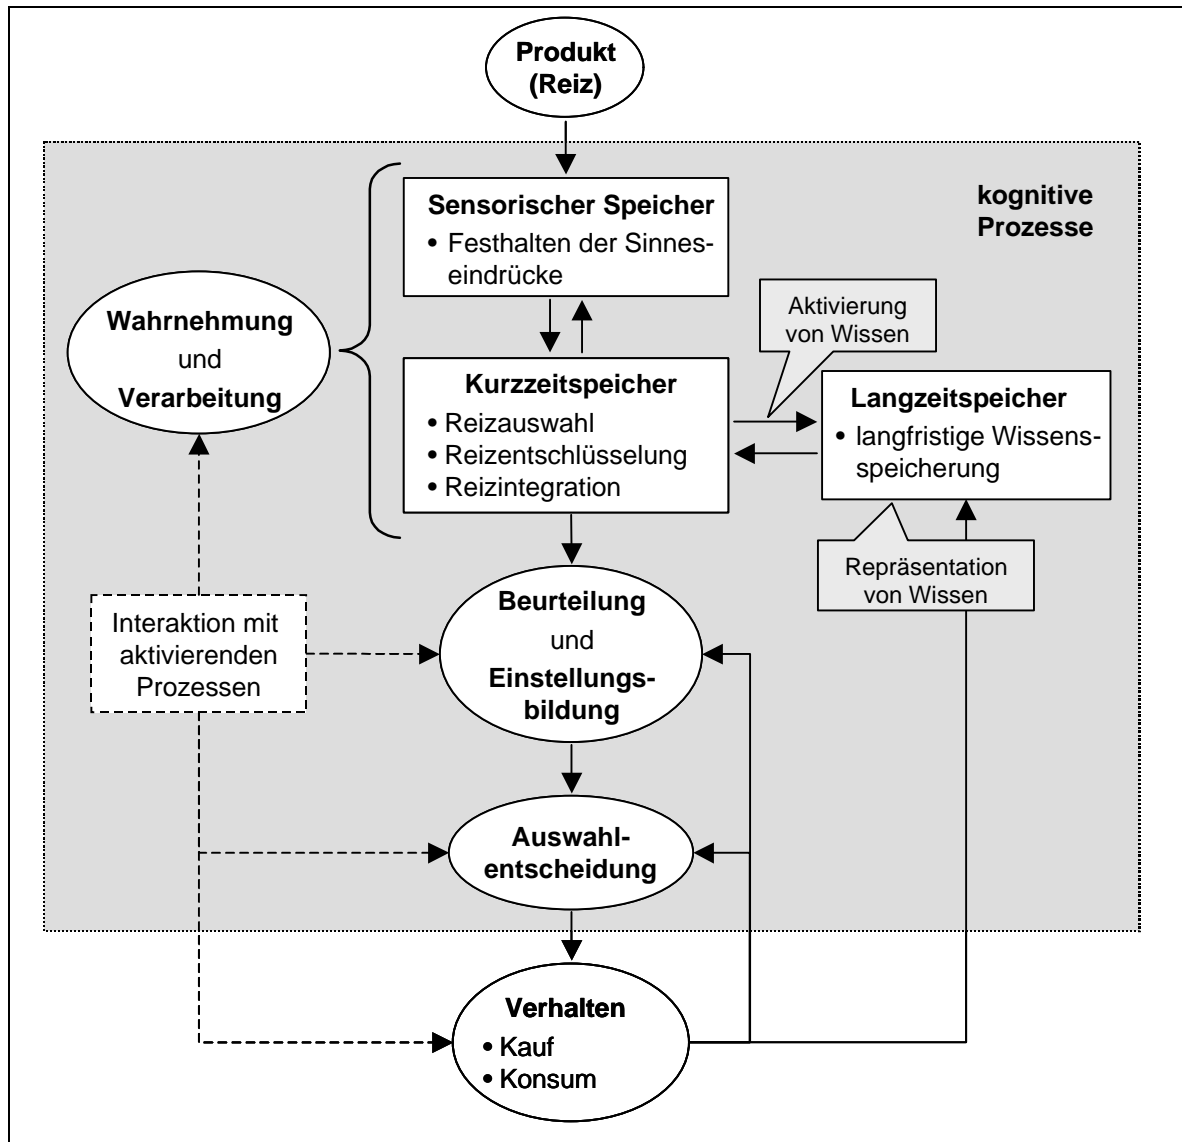 Produkt
(Reiz)
kognitive
Prozesse
Sensorischer Speicher
• Festhalten der Sinnes-
eindrücke
Wahrnehmung
und
Verarbeitung
Aktivierung
von Wissen
Kurzzeitspeicher
• Reizauswahl
• Reizentschlüsselung
• Reizintegration
Langzeitspeicher
• langfristige Wissens-
speicherung
Repräsentation
von Wissen
Interaktion mit
aktivierenden
Prozessen
Beurteilung
und
Einstellungs-
bildung
Auswahl-
entscheidung
Verhalten
• Kauf
• Konsum